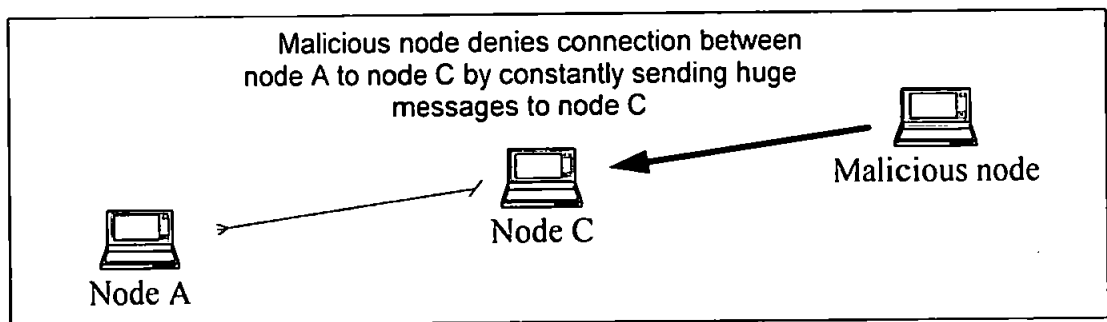 Malicious node denies connection between
node A to node C by constantly sending huge
messages to node C
Malicious node
Node C
Node A